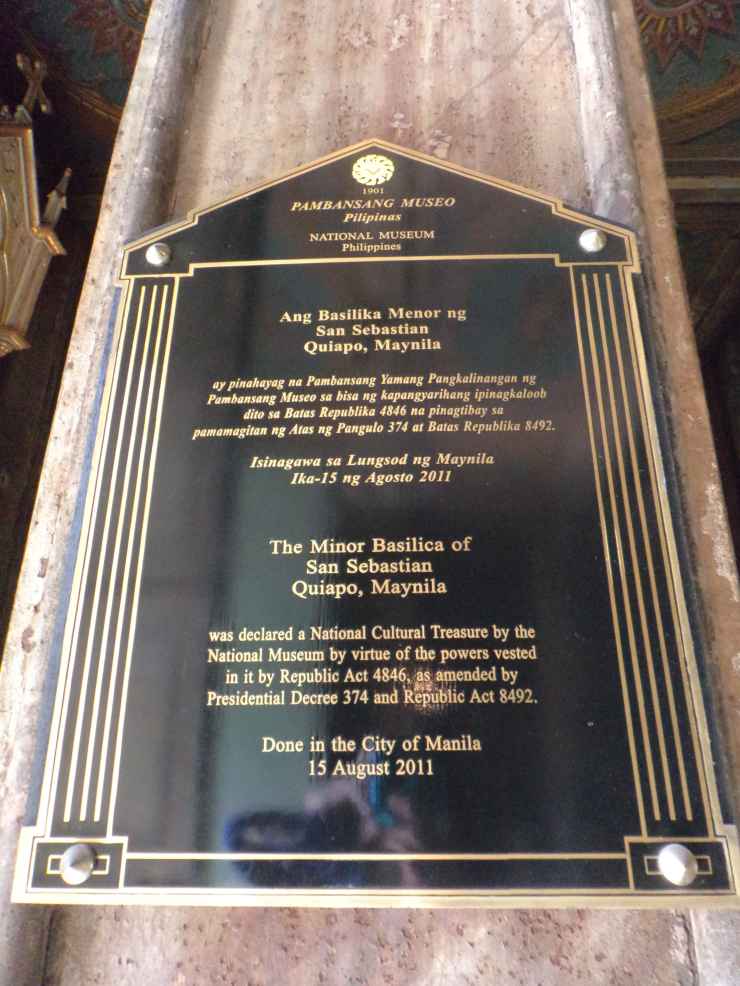 1901
PAMBANSANG MUSEO
Pilipinas
NATIONAL MUSEUM
Philippines
Ang Basilika Menor ng
San Sebastian
Quiapo, Maynila
ay pinahayag na Pambansang Yamang Pangkalinangan ng
Pambansang Museo sa bisa ng kapangyarihang ipinagkaloob
dito sa Batas Republika 4846 na pinagtibay sa
pamamagitan ng Atas ng Pangulo 374 at Batas Republika 8492.
Isinagawa sa Lungsod ng Maynila
Ika-15 ng Agosto 2011
The Minor Basilica of
San Sebastian
Quiapo, Maynila
was declared a National Cultural Treasure by the
National Museum by virtue of the powers vested
in it by Republic Act 4846, as amended by
Presidential Decree 374 and Republic Act 8492.
Done in the City of Manila
15 August 2011